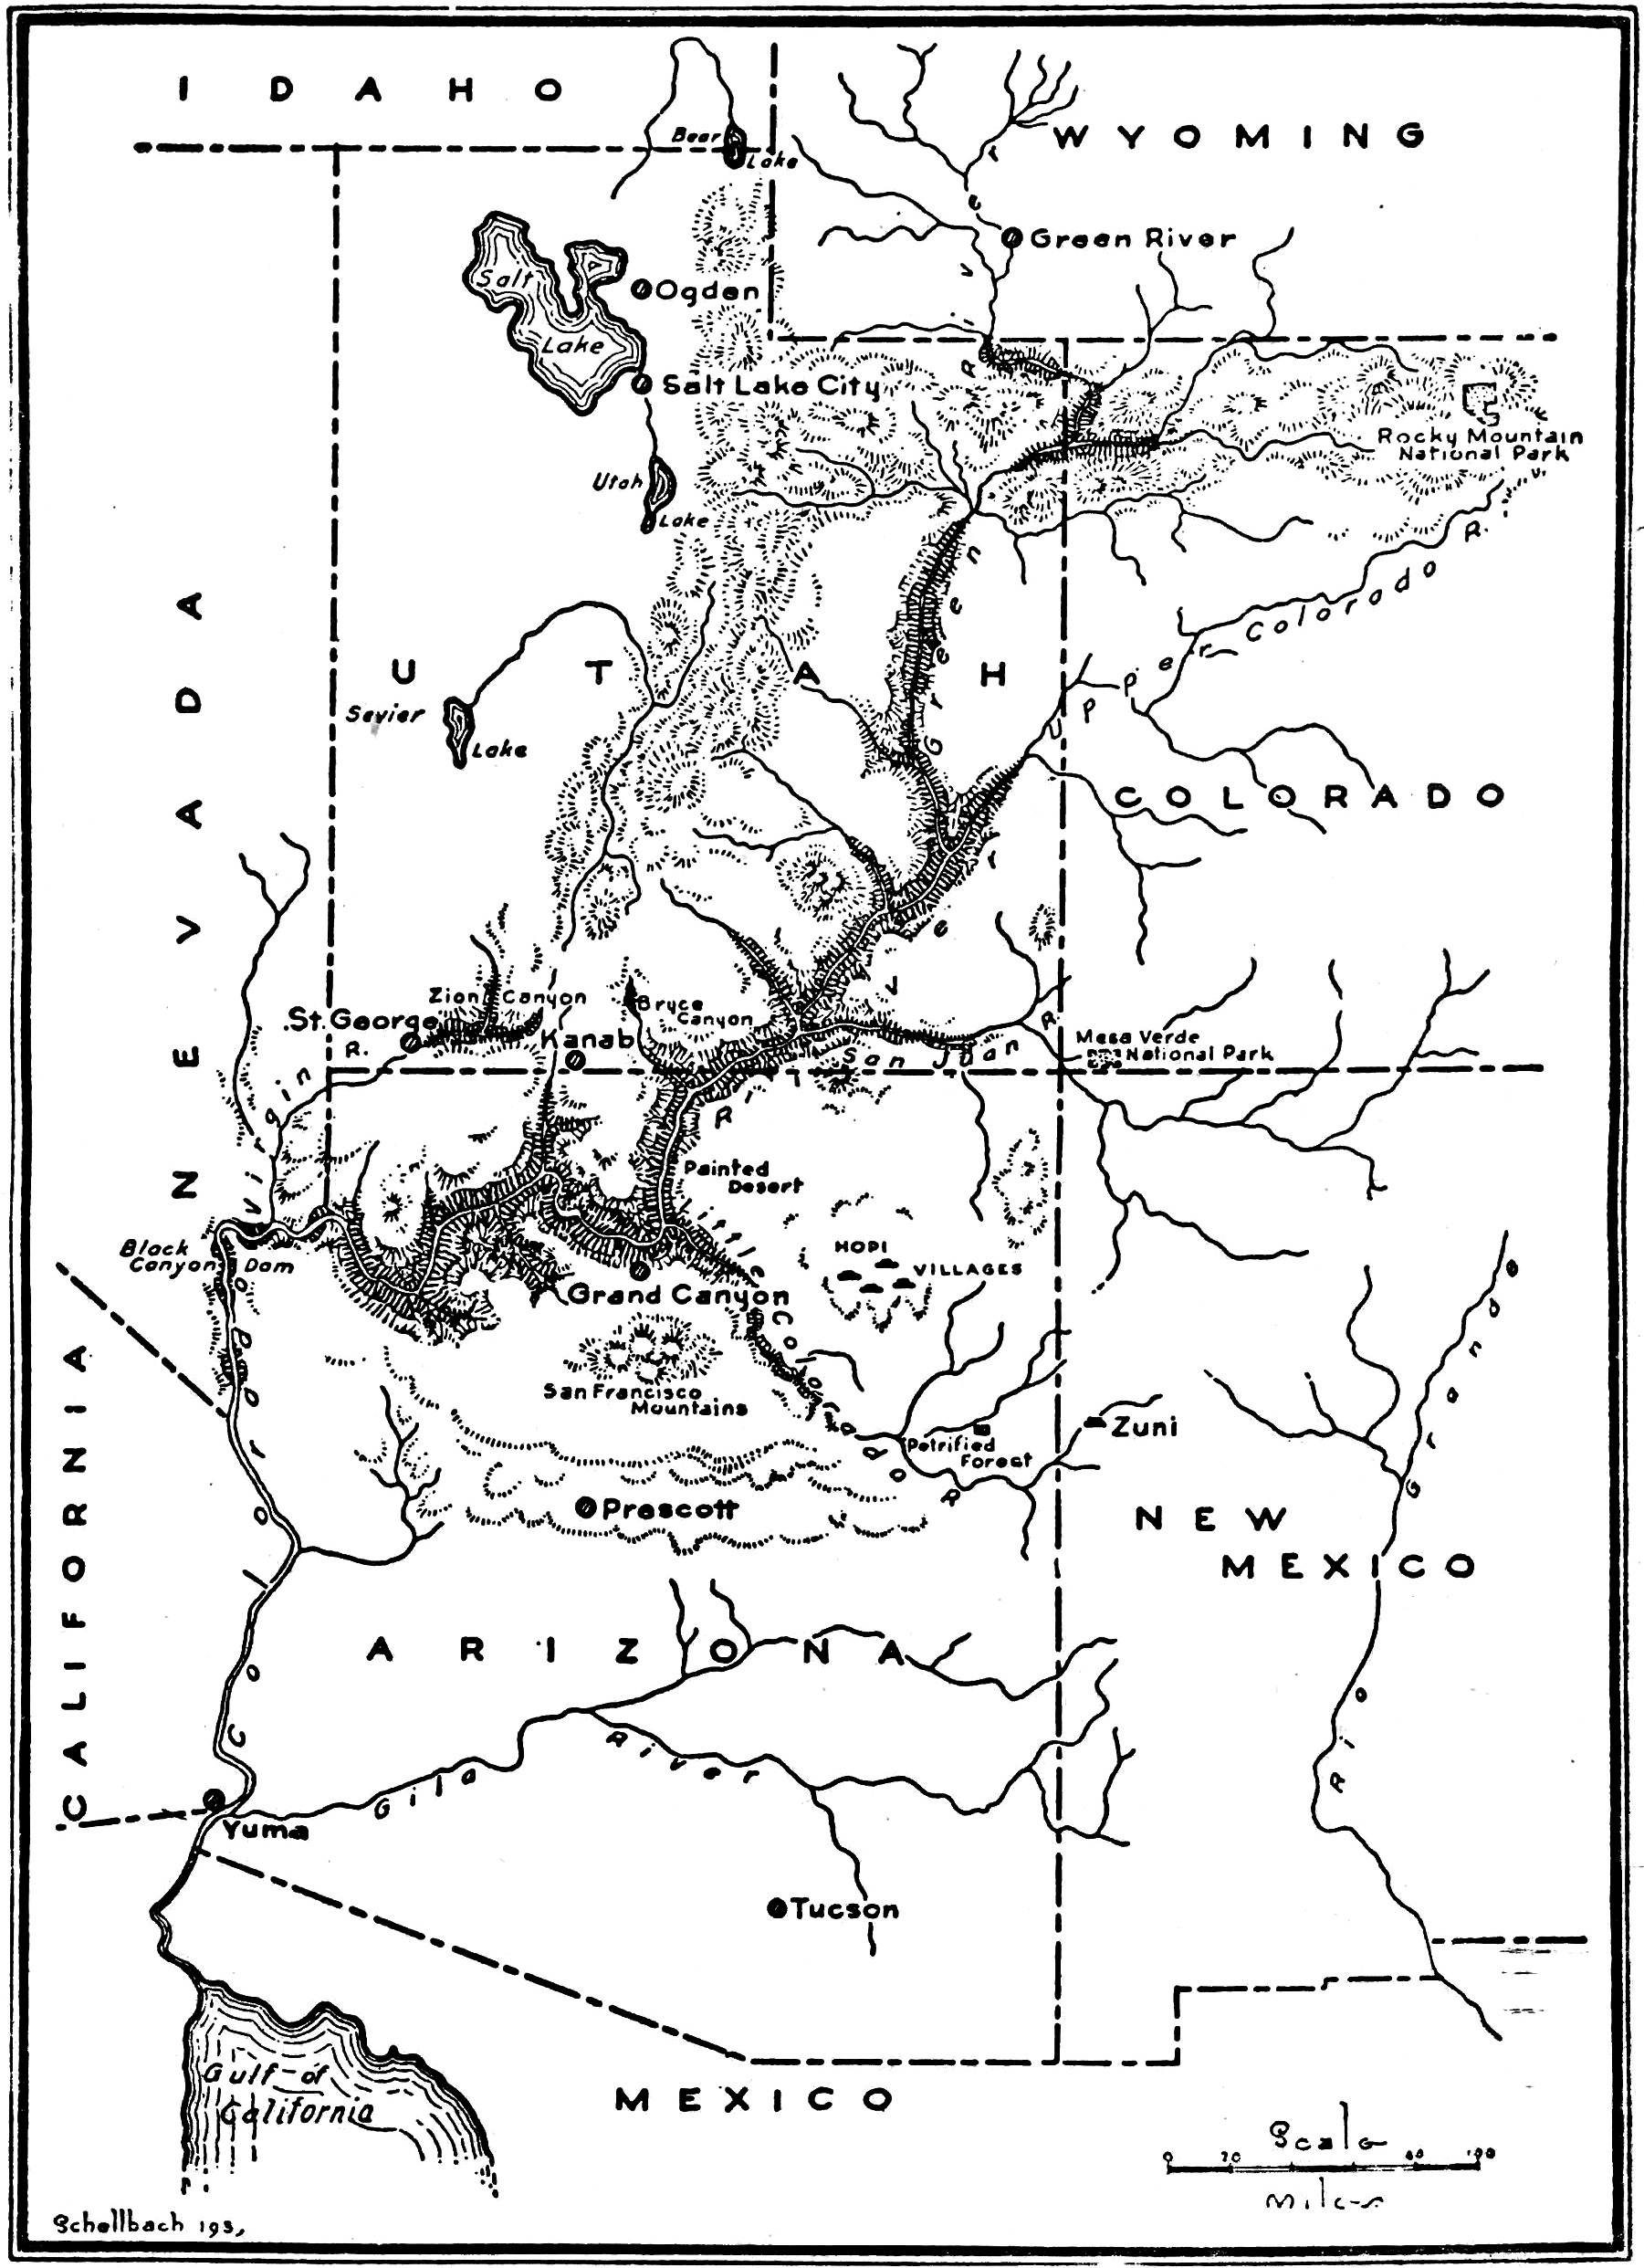 IDAHO
WYOMING
Bear
Lake
Green River
Salt
Lake
Ogden
Salt Lake City
Rocky Mountain
National Park
Utah
Lake
Green River
Upper Colorado R.
NEVADA
UTAH
Sevier
Lake
COLORADO
Zion Canyon
St. George
Kanab
Bryce
Canyon
Virgin R.
San Juan R.
Mesa Verde
National Park
River
Painted
Desert
Black
Canyon Dam
HOPI
VILLAGES
Grand Canyon
Little Colorado R
San Francisco
Mountains
Petrified
Forest
Zuni
CALIFORNIA
Colorado
Prescott
NEW
MEXICO
Rio Grande
ARIZONA
Gila River
Yuma
Tucson
Gulf of
California
MEXICO
Scale
0 20 100
Miles
Schellbach 193